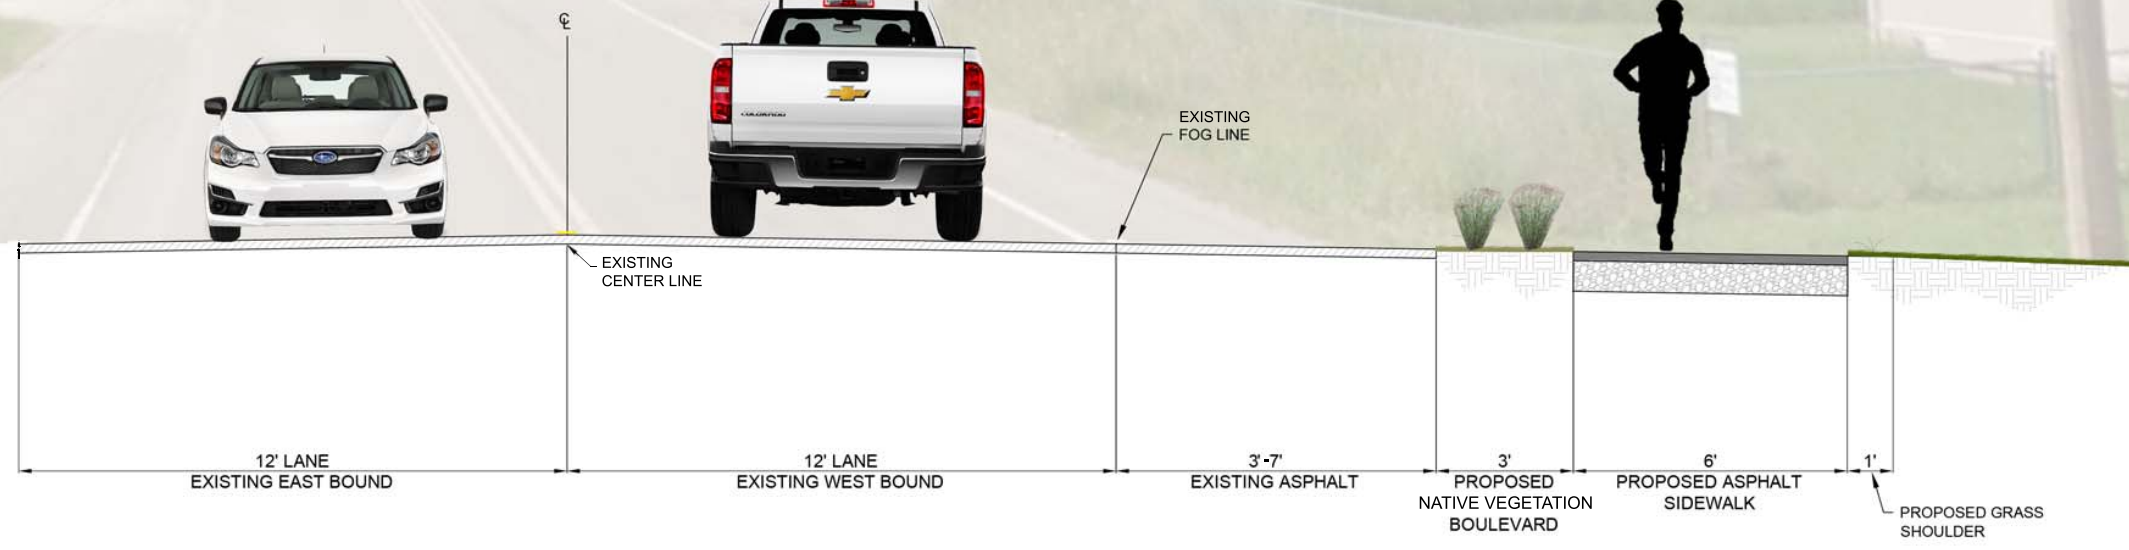 ℄
EXISTING
FOG LINE
EXISTING
CENTER LINE
COLORADO
12' LANE
EXISTING EAST BOUND
12' LANE
EXISTING WEST BOUND
3'-7'
EXISTING ASPHALT
3'
PROPOSED
NATIVE VEGETATION
BOULEVARD
6'
PROPOSED ASPHALT
SIDEWALK
1'
PROPOSED GRASS
SHOULDER